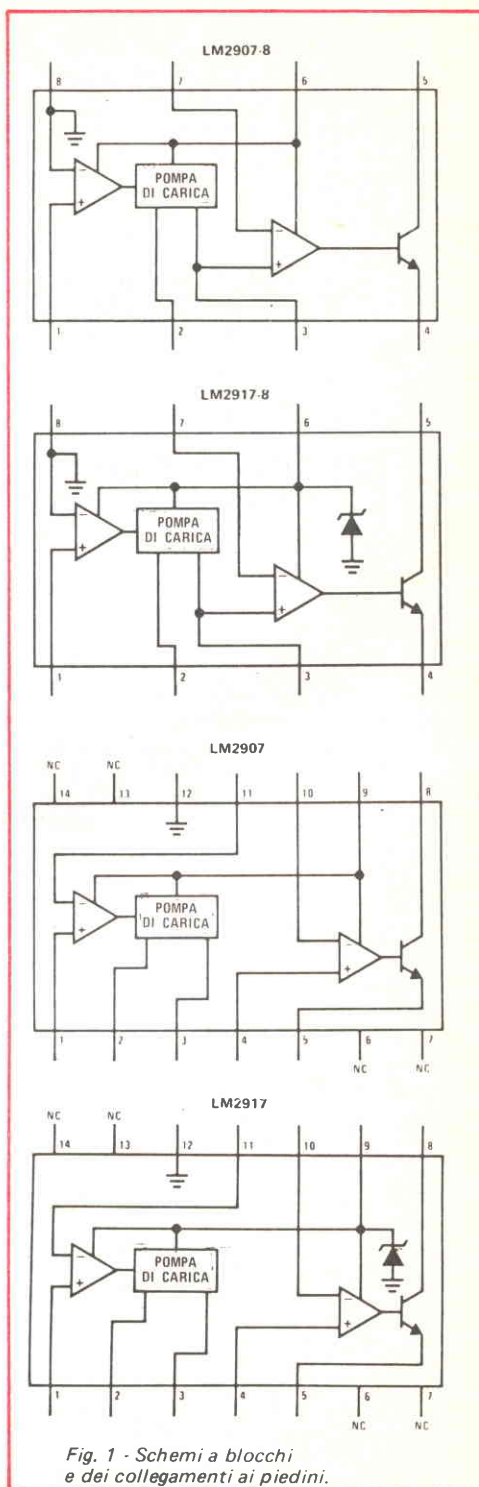 LM2907-8
8 7 6 5
POMPA
DI CARICA
- +
- +
1 2 3 4
LM2917-8
8 7 6 5
POMPA
DI CARICA
- +
- +
1 2 3 4
LM2907
NC NC
14 13 12 11 10 9 8
POMPA
DI CARICA
- +
- +
1 2 3 4 5 6 7
NC NC
LM2917
NC NC
14 13 12 11 10 9 8
POMPA
DI CARICA
- +
- +
1 2 3 4 5 6 7
NC NC
Fig. 1 - Schemi a blocchi
e dei collegamenti ai piedini.